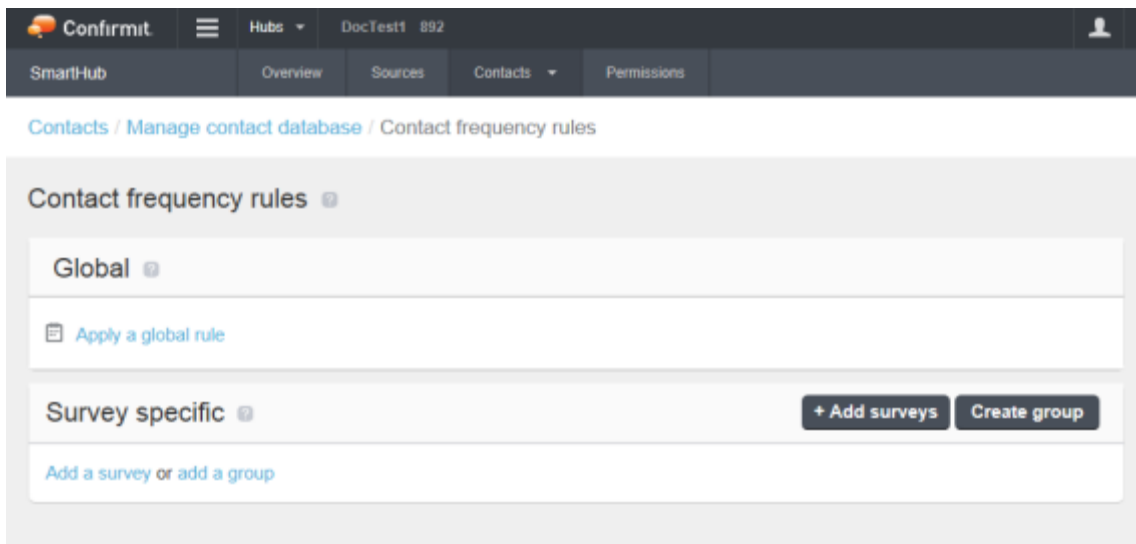 Confirmit. Hubs DocTest1 892
SmartHub Overview Sources Contacts Permissions
Contacts / Manage contact database / Contact frequency rules
Contact frequency rules ?
Global ?
Apply a global rule
Survey specific ? + Add surveys Create group
Add a survey or add a group